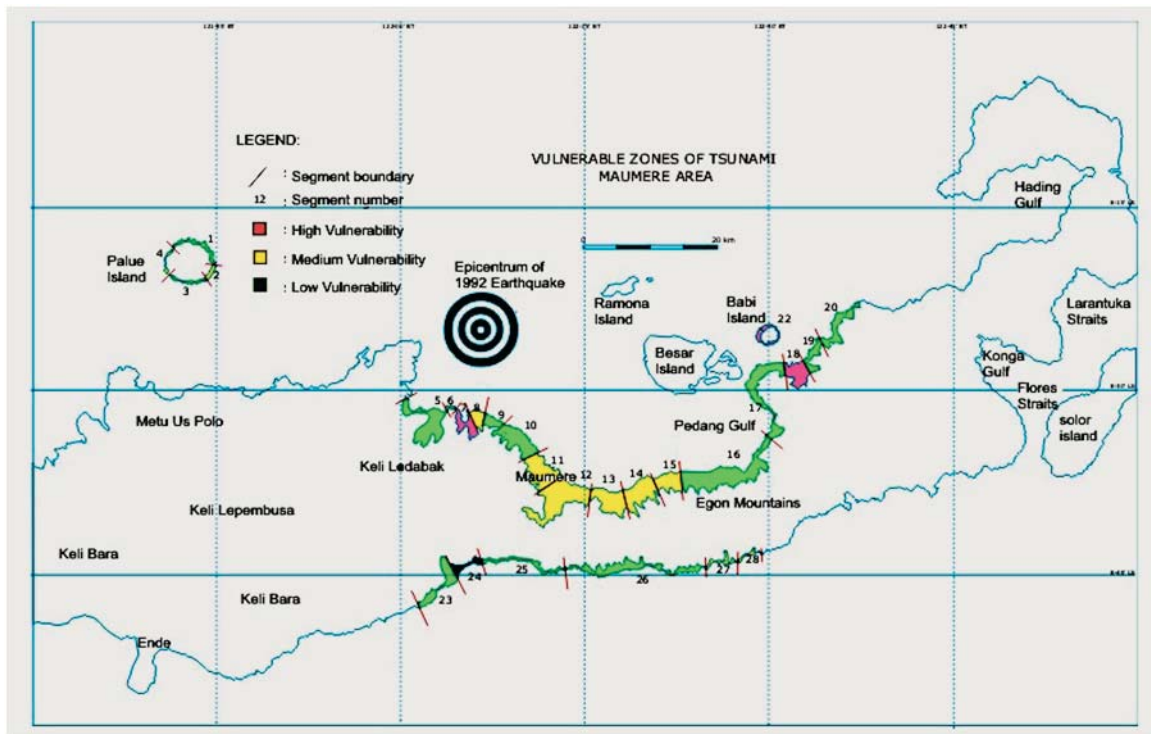 LEGEND:
: Segment boundary
12 : Segment number
: High Vulnerability
: Medium Vulnerability
: Low Vulnerability
VULNERABLE ZONES OF TSUNAMI
MAUMERE AREA
Hading
Gulf
0
20 km
Palue
Island
1
2
3
4
Epicentrum of
1992 Earthquake
Ramona
Island
Babi
Island
22
20
19
18
Larantuka
Straits
Besar
Island
Konga
Gulf
Flores
Straits
solor
island
Metu Us Polo
5
6
8
9
10
17
Pedang Gulf
Keli Ledabak
11
Maumere
12
13
14
15
16
Egon Mountains
Keli Lepembusa
Keli Bara
23
24
25
26
27
28
Keli Bara
Ende